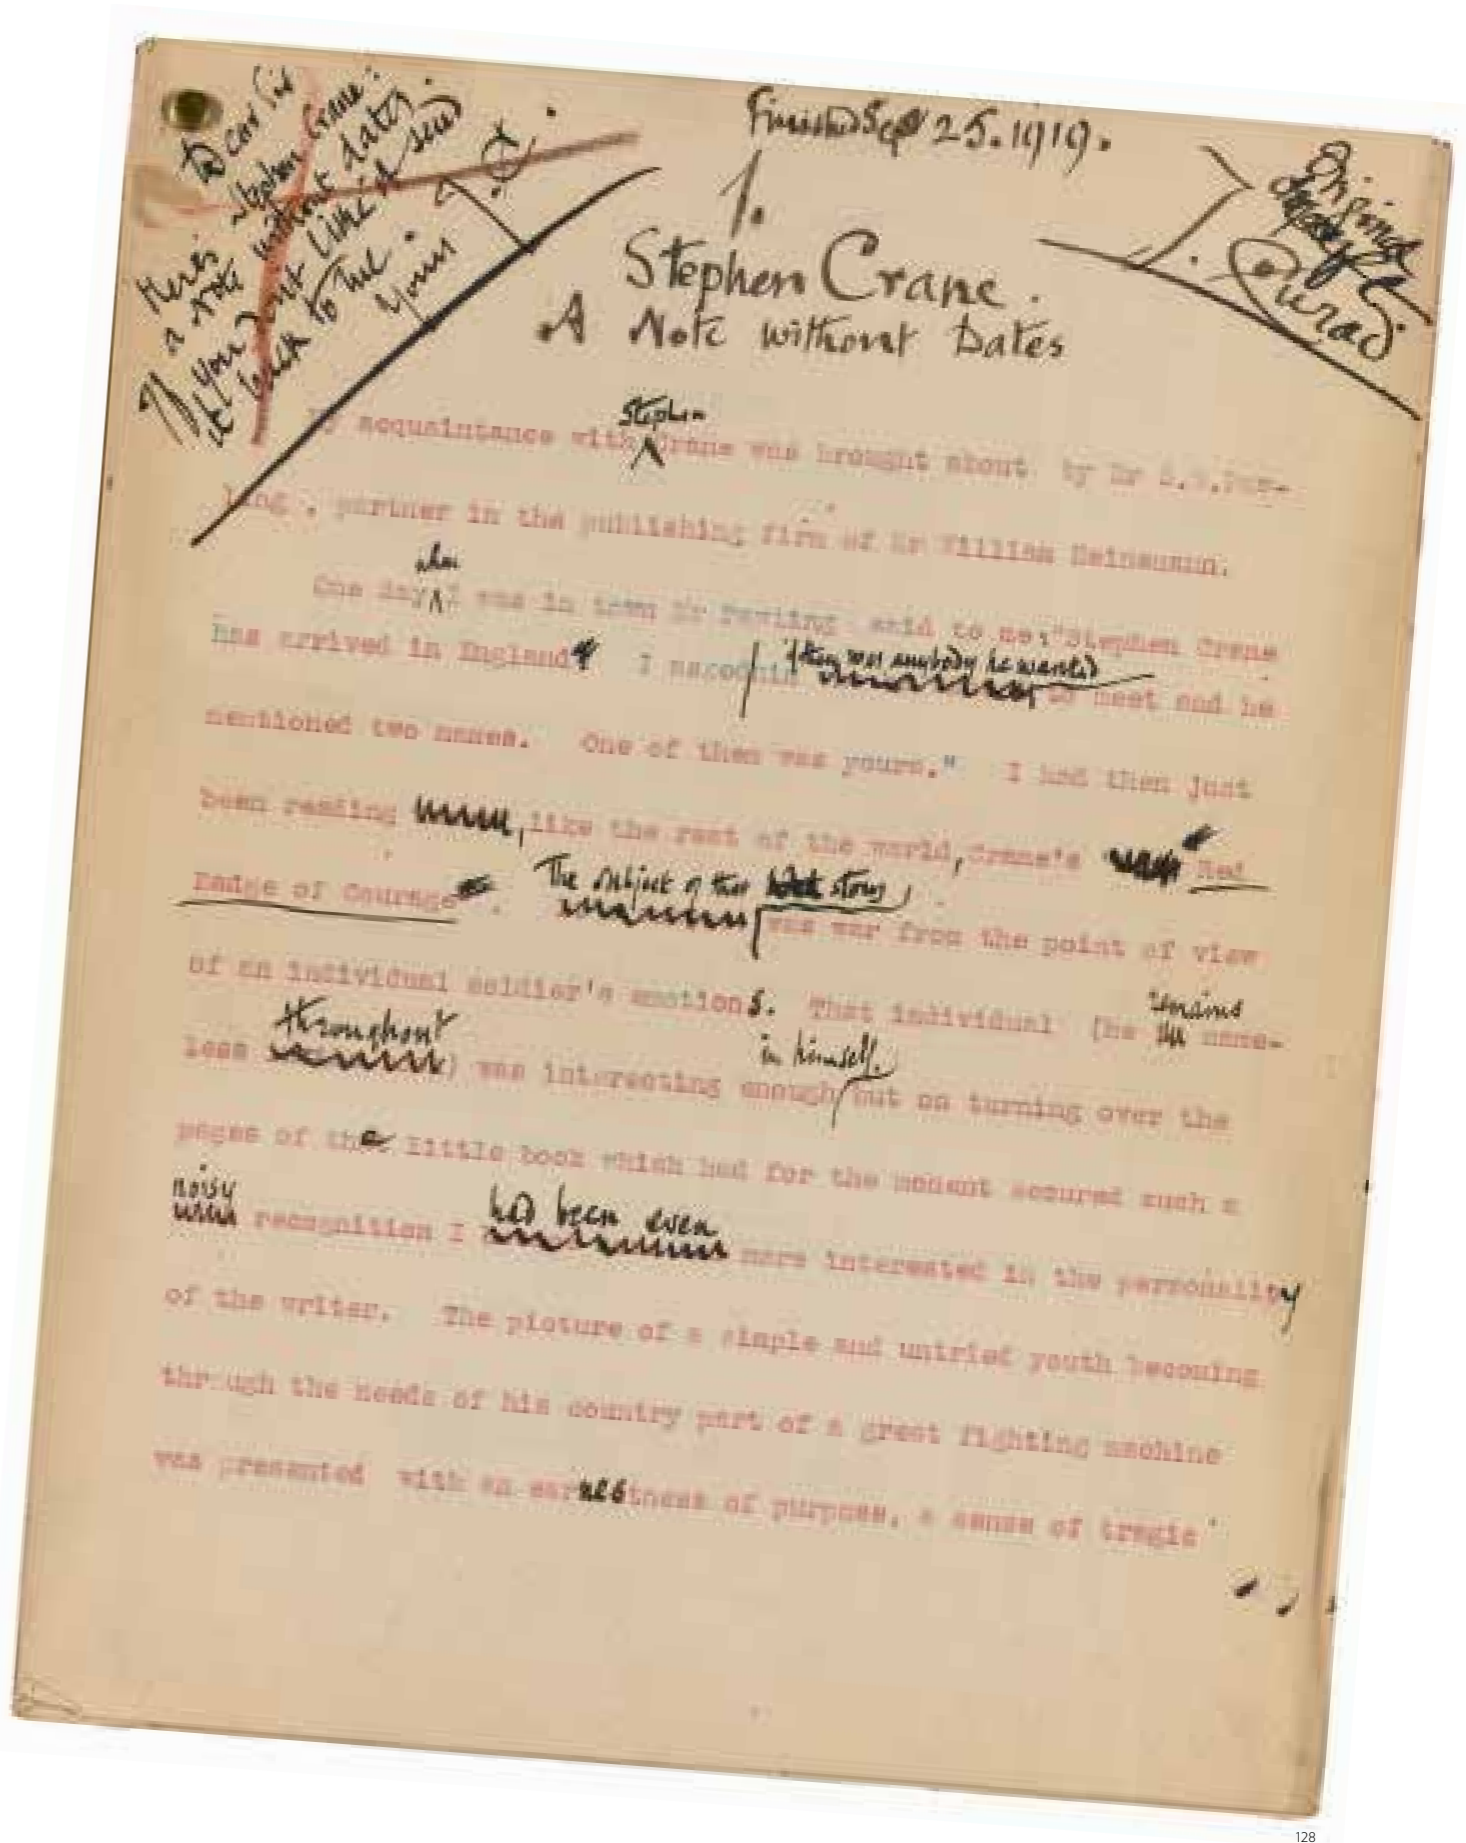 Finished Sep 25. 1919.
Dear Sir
Here's Stephen Crane:
a note without dates.
If you don't like it send
it back to me.
Yours
J. C.
Original
Conrad
1.
Stephen Crane.
A Note without Dates
acquaintance with Stephen Crane was brought about by Mr S.S.Paw-
ling , partner in the publishing firm of Mr William Heinemann.
One day when I was in town Mr Pawling said to me:"Stephen Crane
has arrived in England. I asked him if there was anybody he wanted to meet and he
mentioned two names. One of them was yours." I had then just
been reading , like the rest of the world, Crane's Red
Badge of Courage . The subject of that story was war from the point of view
of an individual soldier's emotions. That individual (he remains name-
less throughout) was interesting enough in himself, but on turning over the
pages of the little book which had for the moment secured such a
noisy recognition I had been even more interested in the personality
of the writer. The picture of a simple and untried youth becoming
through the needs of his country part of a great fighting machine
was presented with an earnestness of purpose, a sense of tragic
128